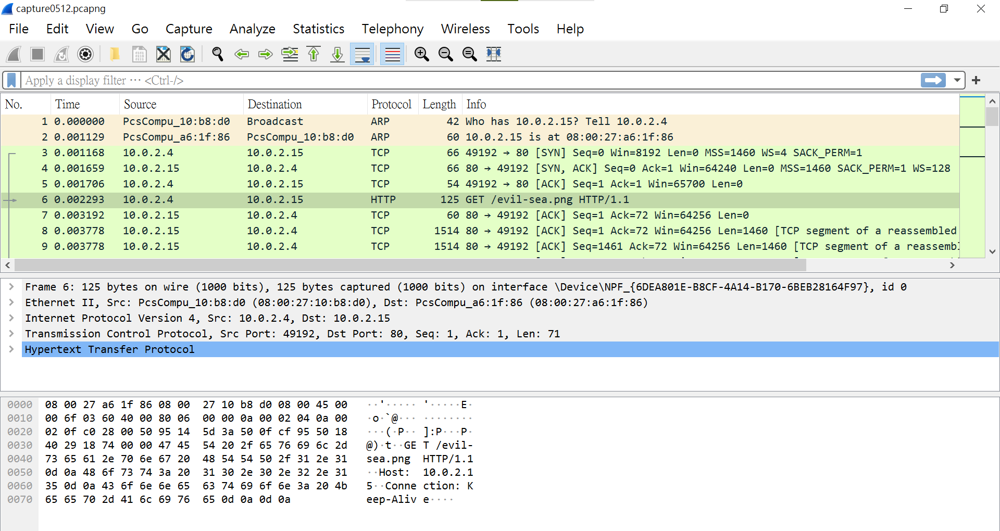 capture0512.pcapng
File Edit View Go Capture Analyze Statistics Telephony Wireless Tools Help
Apply a display filter ··· <Ctrl-/>
No. Time Source Destination Protocol Length Info
1 0.000000 PcsCompu_10:b8:d0 Broadcast ARP 42 Who has 10.0.2.15? Tell 10.0.2.4
2 0.001129 PcsCompu_a6:1f:86 PcsCompu_10:b8:d0 ARP 60 10.0.2.15 is at 08:00:27:a6:1f:86
3 0.001168 10.0.2.4 10.0.2.15 TCP 66 49192 → 80 [SYN] Seq=0 Win=8192 Len=0 MSS=1460 WS=4 SACK_PERM=1
4 0.001659 10.0.2.15 10.0.2.4 TCP 66 80 → 49192 [SYN, ACK] Seq=0 Ack=1 Win=64240 Len=0 MSS=1460 SACK_PERM=1 WS=128
5 0.001706 10.0.2.4 10.0.2.15 TCP 54 49192 → 80 [ACK] Seq=1 Ack=1 Win=65700 Len=0
6 0.002293 10.0.2.4 10.0.2.15 HTTP 125 GET /evil-sea.png HTTP/1.1
7 0.003192 10.0.2.15 10.0.2.4 TCP 60 80 → 49192 [ACK] Seq=1 Ack=72 Win=64256 Len=0
8 0.003778 10.0.2.15 10.0.2.4 TCP 1514 80 → 49192 [ACK] Seq=1 Ack=72 Win=64256 Len=1460 [TCP segment of a reassembled
9 0.003778 10.0.2.15 10.0.2.4 TCP 1514 80 → 49192 [ACK] Seq=1461 Ack=72 Win=64256 Len=1460 [TCP segment of a reassembl
Frame 6: 125 bytes on wire (1000 bits), 125 bytes captured (1000 bits) on interface \Device\NPF_{6DEA801E-B8CF-4A14-B170-6BEB28164F97}, id 0
Ethernet II, Src: PcsCompu_10:b8:d0 (08:00:27:10:b8:d0), Dst: PcsCompu_a6:1f:86 (08:00:27:a6:1f:86)
Internet Protocol Version 4, Src: 10.0.2.4, Dst: 10.0.2.15
Transmission Control Protocol, Src Port: 49192, Dst Port: 80, Seq: 1, Ack: 1, Len: 71
Hypertext Transfer Protocol
0000 08 00 27 a6 1f 86 08 00 27 10 b8 d0 08 00 45 00 ··'····· '·····E·
0010 00 6f 03 60 40 00 80 06 00 00 0a 00 02 04 0a 00 ·o·`@··· ········
0020 02 0f c0 28 00 50 95 14 5d 3a 50 0f cf 95 50 18 ···(·P·· ]:P···P·
0030 40 29 18 74 00 00 47 45 54 20 2f 65 76 69 6c 2d @)·t··GE T /evil-
0040 73 65 61 2e 70 6e 67 20 48 54 54 50 2f 31 2e 31 sea.png HTTP/1.1
0050 0d 0a 48 6f 73 74 3a 20 31 30 2e 30 2e 32 2e 31 ··Host: 10.0.2.1
0060 35 0d 0a 43 6f 6e 6e 65 63 74 69 6f 6e 3a 20 4b 5··Conne ction: K
0070 65 65 70 2d 41 6c 69 76 65 0d 0a 0d 0a eep-Aliv e····